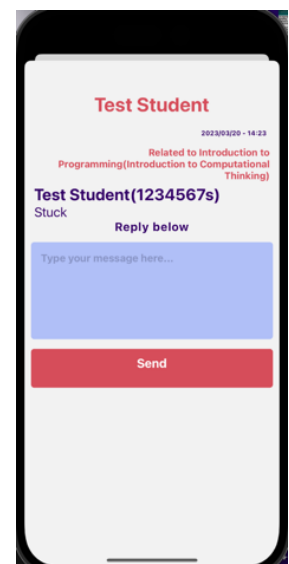 Test Student
2023/03/20 - 14:23
Related to Introduction to
Programming(Introduction to Computational
Thinking)
Test Student(1234567s)
Stuck
Reply below
Type your message here...
Send